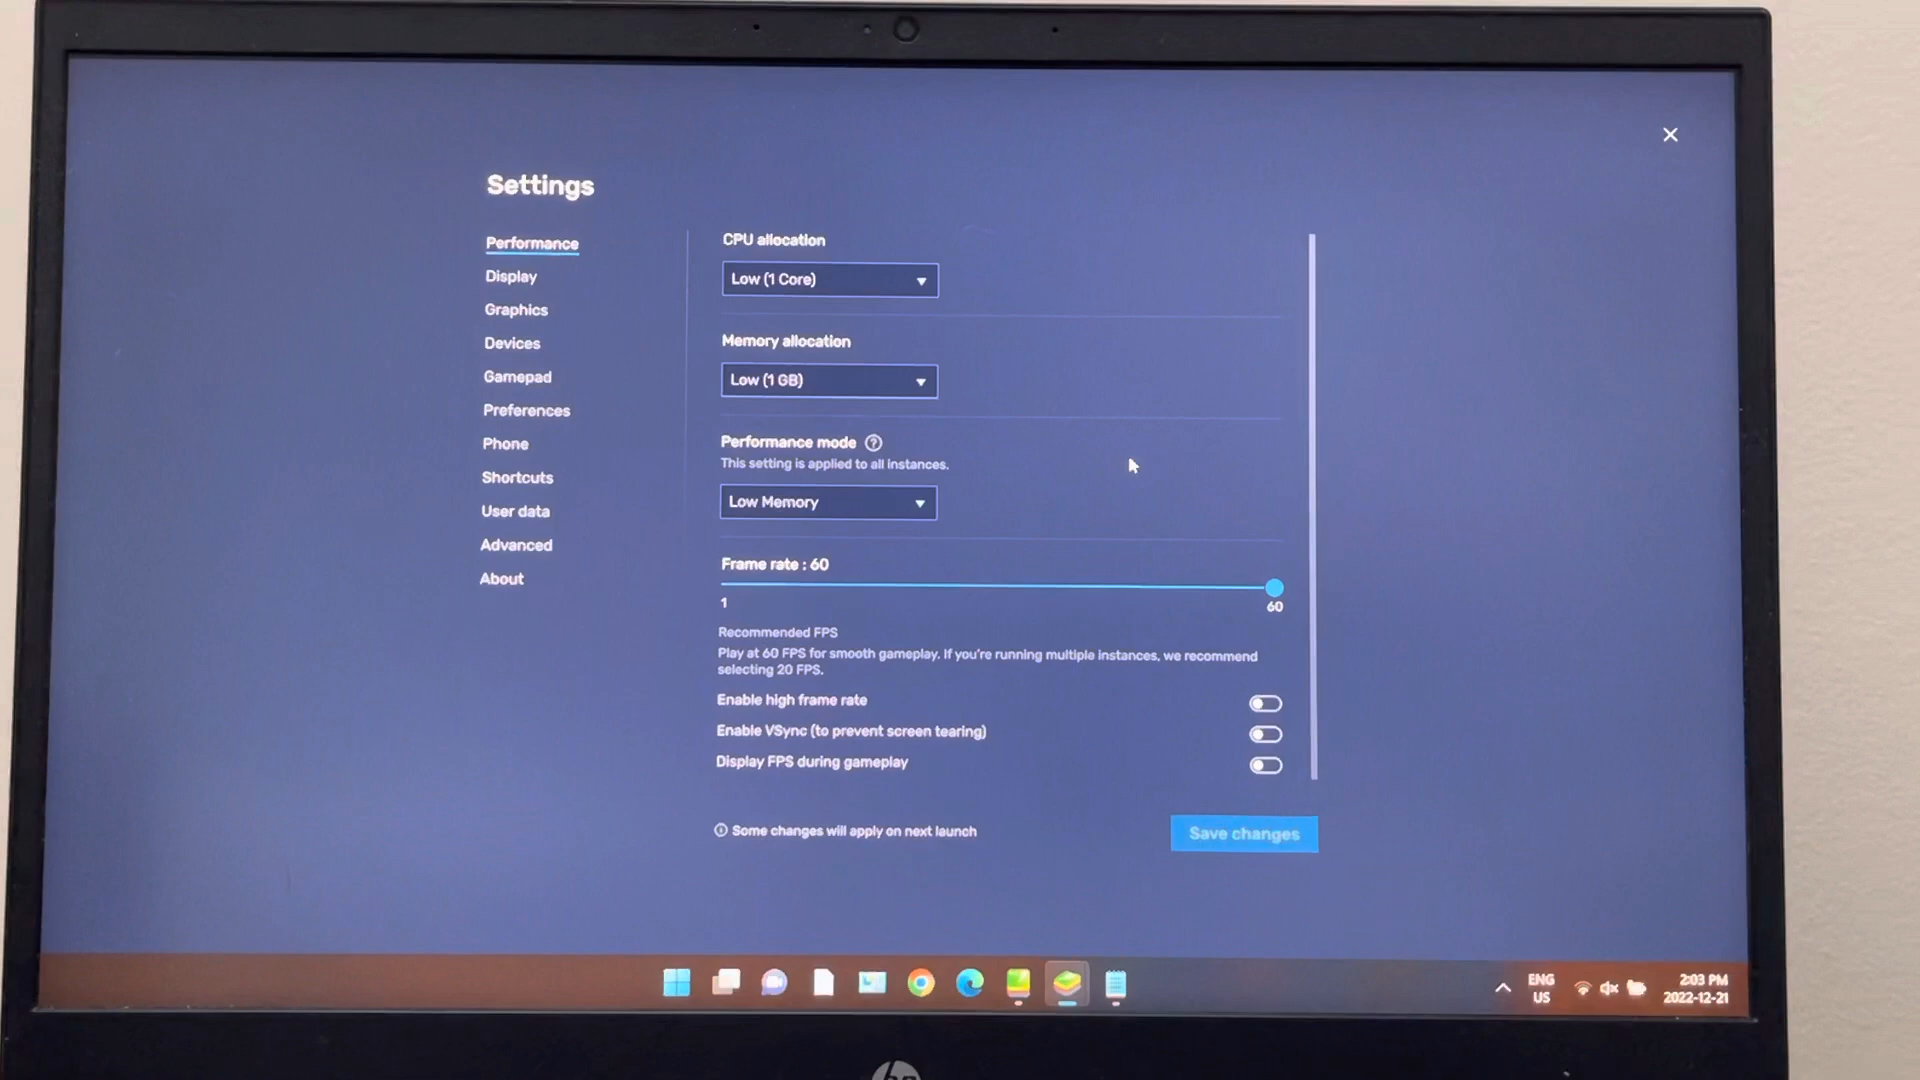 Settings
Performance
Display
Graphics
Devices
Gamepad
Preferences
Phone
Shortcuts
User data
Advanced
About
CPU allocation
Low (1 Core)
Memory allocation
Low (1 GB)
Performance mode
This setting is applied to all instances.
Low Memory
Frame rate : 60
1
60
Recommended FPS
Play at 60 FPS for smooth gameplay. If you're running multiple instances, we recommend
selecting 20 FPS.
Enable high frame rate
Enable VSync (to prevent screen tearing)
Display FPS during gameplay
Some changes will apply on next launch
Save changes
ENG
US
2:03 PM
2022-12-21
hp